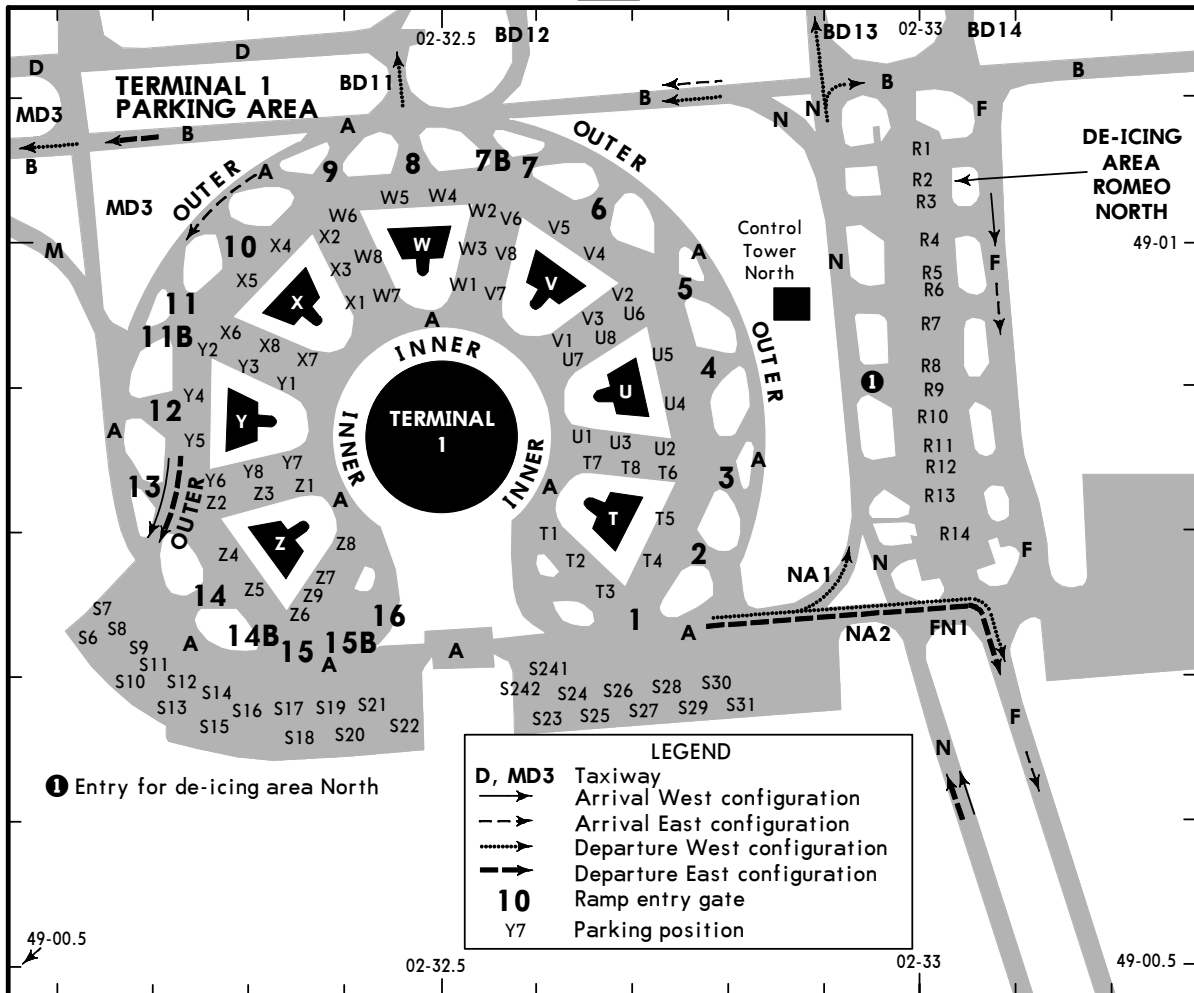 BD12
02-33
BD14
BD13
02-32.5
D
D
BD11
B
B
TERMINAL 1
PARKING AREA
MD3
B
N
N
F
A
B
B
OUTER
7B
7
8
9
A
OUTER
R1
R2
R3
DE-ICING
AREA
ROMEO
NORTH
MD3
W5
W4
W2
W6
V6
V5
6
M
10
X4
X2
W8
W
W3
V8
V4
A
Control
Tower
North
N
R4
F
49-01
X5
X3
X
X1
W7
W1
V7
V
V2
5
R5
R6
11
11B
X6
X8
X7
A
V3
U6
V1
U8
U7
OUTER
R7
INNER
Y2
Y3
Y1
U5
4
1
R8
R9
12
Y4
Y
TERMINAL
1
U
U4
R10
A
Y5
INNER
INNER
U1
U3
U2
R11
A
Y7
Y8
Y6
T7
T8
T6
3
R12
13
OUTER
Z2
Z3
Z1
A
A
R13
T1
T
T5
R14
F
Z4
Z
Z8
T2
T4
2
N
NA1
Z7
Z5
Z9
Z6
T3
14
16
S7
S8
S6
14B
15
15B
1
A
NA2
FN1
S9
A
A
A
S11
S10
S12
S14
S13
S16
S17
S19
S21
S15
S18
S20
S22
S241
S242
S24
S26
S28
S30
S23
S25
S27
S29
S31
F
N
1 Entry for de-icing area North
LEGEND
D, MD3 Taxiway
Arrival West configuration
Arrival East configuration
Departure West configuration
Departure East configuration
10 Ramp entry gate
Y7 Parking position
49-00.5
02-32.5
02-33
49-00.5